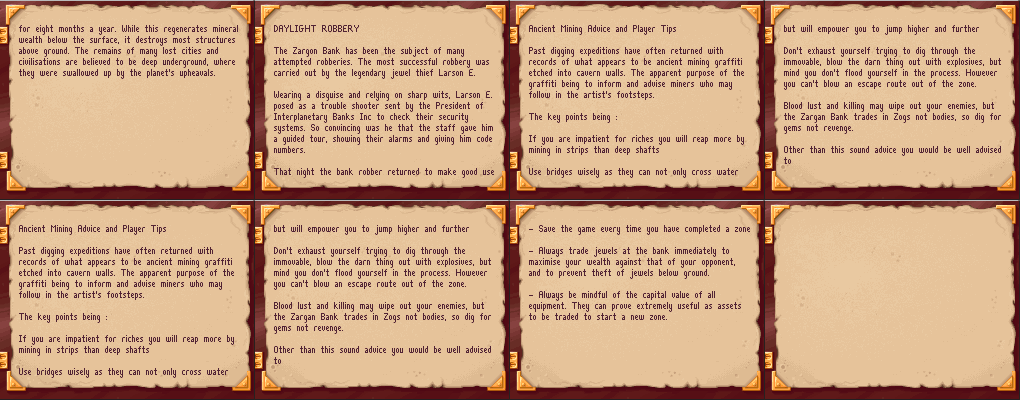 for eight months a year. While this regenerates mineral
wealth below the surface, it destroys most structures
above ground. The remains of many lost cities and
civilisations are believed to be deep underground, where
they were swallowed up by the planet's upheavals.
DAYLIGHT ROBBERY
The Zargon Bank has been the subject of many
attempted robberies. The most successful robbery was
carried out by the legendary jewel thief Larson E.
Wearing a disguise and relying on sharp wits, Larson E.
posed as a trouble shooter sent by the President of
Interplanetary Banks Inc to check their security
systems. So convincing was he that the staff gave him
a guided tour, showing their alarms and giving him code
numbers.
That night the bank robber returned to make good use
Ancient Mining Advice and Player Tips
Past digging expeditions have often returned with
records of what appears to be ancient mining graffiti
etched into cavern walls. The apparent purpose of the
graffiti being to inform and advise miners who may
follow in the artist's footsteps.
The key points being :
If you are impatient for riches you will reap more by
mining in strips than deep shafts
Use bridges wisely as they can not only cross water
but will empower you to jump higher and further
Don't exhaust yourself trying to dig through the
immovable, blow the darn thing out with explosives, but
mind you don't flood yourself in the process. However
you can't blow an escape route out of the zone.
Blood lust and killing may wipe out your enemies, but
the Zargan Bank trades in Zogs not bodies, so dig for
gems not revenge.
Other than this sound advice you would be well advised
to
Ancient Mining Advice and Player Tips
Past digging expeditions have often returned with
records of what appears to be ancient mining graffiti
etched into cavern walls. The apparent purpose of the
graffiti being to inform and advise miners who may
follow in the artist's footsteps.
The key points being :
If you are impatient for riches you will reap more by
mining in strips than deep shafts
Use bridges wisely as they can not only cross water
but will empower you to jump higher and further
Don't exhaust yourself trying to dig through the
immovable, blow the darn thing out with explosives, but
mind you don't flood yourself in the process. However
you can't blow an escape route out of the zone.
Blood lust and killing may wipe out your enemies, but
the Zargan Bank trades in Zogs not bodies, so dig for
gems not revenge.
Other than this sound advice you would be well advised
to
- Save the game every time you have completed a zone
- Always trade jewels at the bank immediately to
maximise your wealth against that of your opponent,
and to prevent theft of jewels below ground.
- Always be mindful of the capital value of all
equipment. They can prove extremely useful as assets
to be traded to start a new zone.